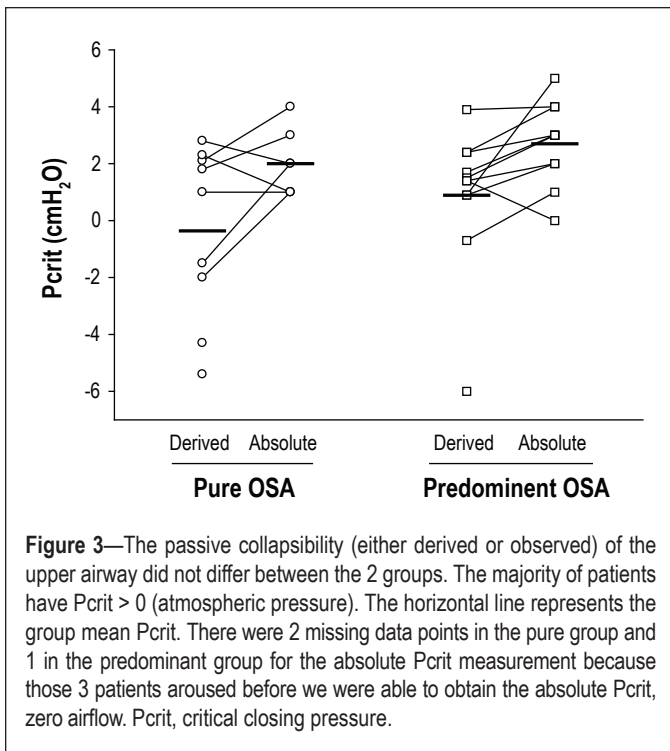 6
4
2
0
-2
-4
-6
Pcrit (cmH2O)
Derived Absolute Derived Absolute
Pure OSA Predominent OSA
Figure 3—The passive collapsibility (either derived or observed) of the
upper airway did not differ between the 2 groups. The majority of patients
have Pcrit > 0 (atmospheric pressure). The horizontal line represents the
group mean Pcrit. There were 2 missing data points in the pure group and
1 in the predominant group for the absolute Pcrit measurement because
those 3 patients aroused before we were able to obtain the absolute Pcrit,
zero airflow. Pcrit, critical closing pressure.